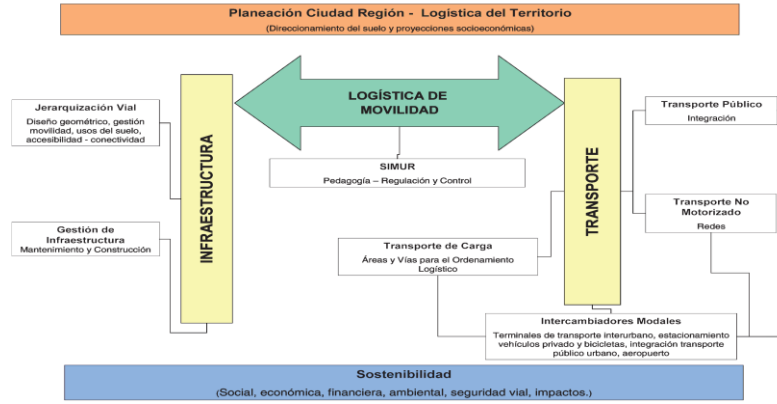 Planeación Ciudad Región - Logística del Territorio
(Direccionamiento del suelo y proyecciones socioeconómicas)
LOGÍSTICA DE
MOVILIDAD
Jerarquización Vial
Diseño geométrico, gestión
movilidad, usos del suelo,
accesibilidad - conectividad
INFRAESTRUCTURA
TRANSPORTE
Transporte Público
Integración
SIMUR
Pedagogía – Regulación y Control
Transporte No
Motorizado
Redes
Gestión de
Infraestructura
Mantenimiento y Construcción
Transporte de Carga
Áreas y Vías para el Ordenamiento
Logístico
Intercambiadores Modales
Terminales de transporte interurbano, estacionamiento
vehículos privado y bicicletas, integración transporte
público urbano, aeropuerto
Sostenibilidad
(Social, económica, financiera, ambiental, seguridad vial, impactos.)